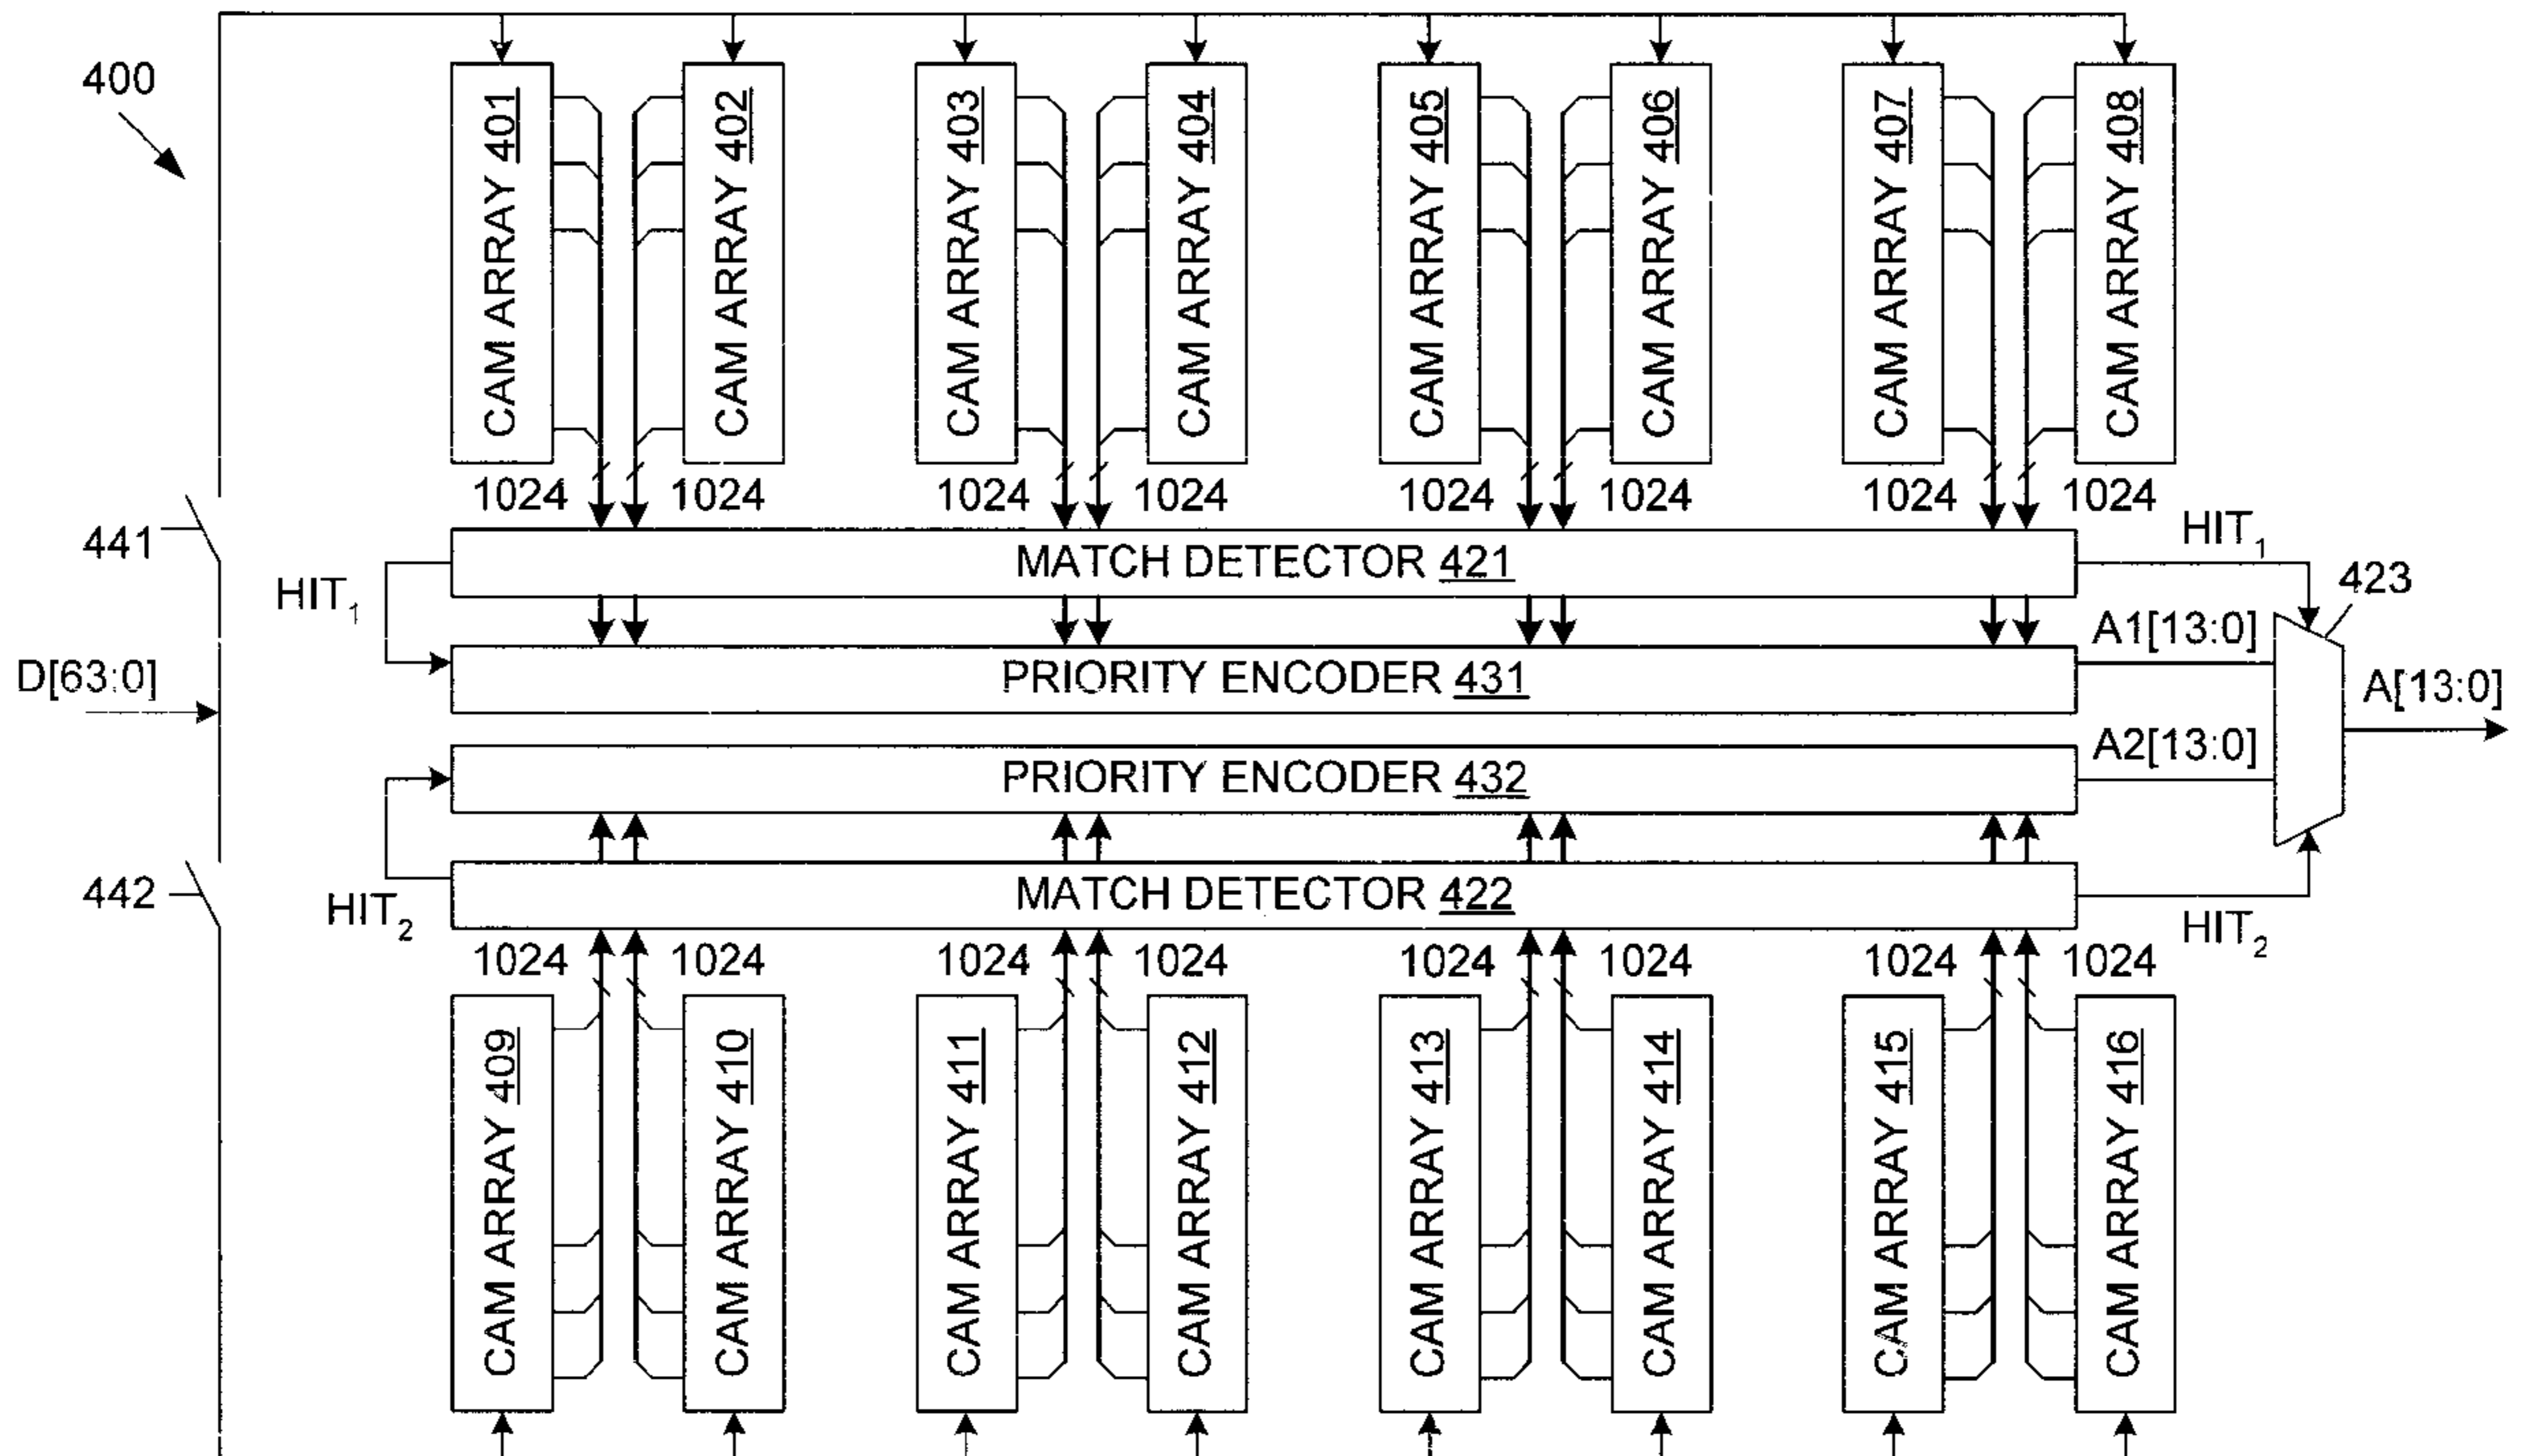 400
CAM ARRAY 401
CAM ARRAY 402
CAM ARRAY 403
CAM ARRAY 404
CAM ARRAY 405
CAM ARRAY 406
CAM ARRAY 407
CAM ARRAY 408
1024 1024 1024 1024 1024 1024 1024 1024
441
MATCH DETECTOR 421
HIT1
HIT1
423
A1[13:0]
D[63:0]
PRIORITY ENCODER 431
A[13:0]
PRIORITY ENCODER 432
A2[13:0]
442
MATCH DETECTOR 422
HIT2
HIT2
1024 1024 1024 1024 1024 1024 1024 1024
CAM ARRAY 409
CAM ARRAY 410
CAM ARRAY 411
CAM ARRAY 412
CAM ARRAY 413
CAM ARRAY 414
CAM ARRAY 415
CAM ARRAY 416